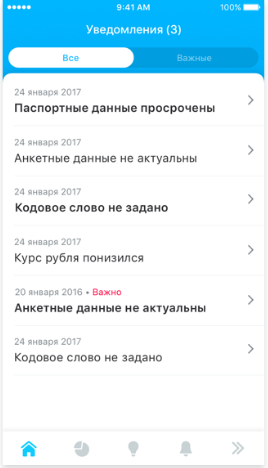 9:41 AM
100%
Уведомления (3)
Все
Важные
24 января 2017
Паспортные данные просрочены
24 января 2017
Анкетные данные не актуальны
24 января 2017
Кодовое слово не задано
24 января 2017
Курс рубля понизился
20 января 2016 • Важно
Анкетные данные не актуальны
24 января 2017
Кодовое слово не задано